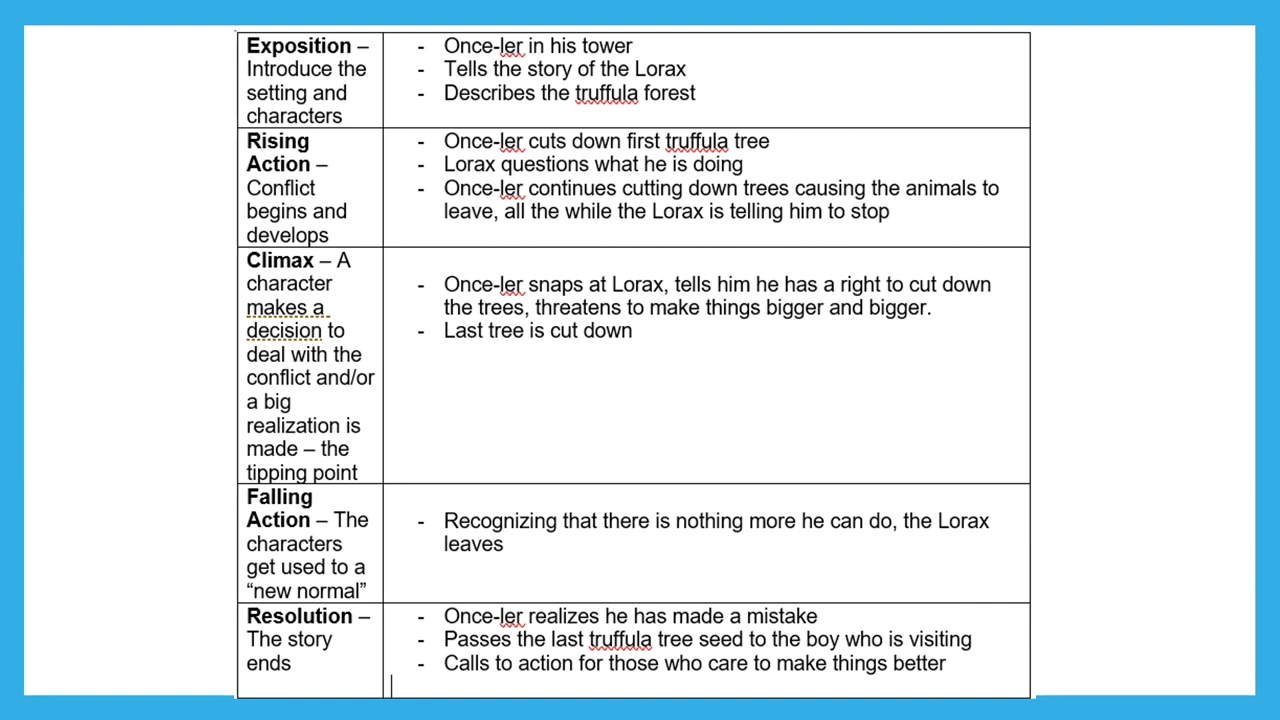 Exposition –
Introduce the
setting and
characters
- Once-ler in his tower
- Tells the story of the Lorax
- Describes the truffula forest
Rising
Action –
Conflict
begins and
develops
- Once-ler cuts down first truffula tree
- Lorax questions what he is doing
- Once-ler continues cutting down trees causing the animals to
leave, all the while the Lorax is telling him to stop
Climax – A
character
makes a
decision to
deal with the
conflict and/or
a big
realization is
made – the
tipping point
- Once-ler snaps at Lorax, tells him he has a right to cut down
the trees, threatens to make things bigger and bigger.
- Last tree is cut down
Falling
Action – The
characters
get used to a
“new normal”
- Recognizing that there is nothing more he can do, the Lorax
leaves
Resolution –
The story
ends
- Once-ler realizes he has made a mistake
- Passes the last truffula tree seed to the boy who is visiting
- Calls to action for those who care to make things better